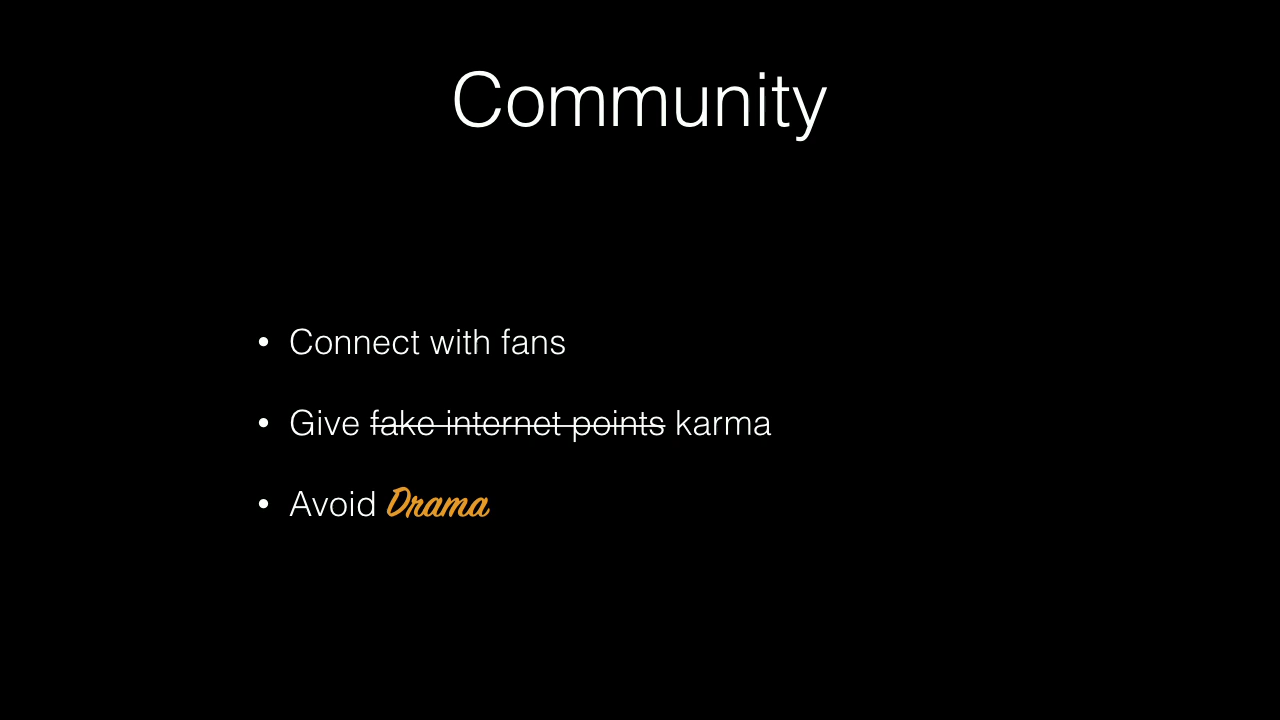 Community
• Connect with fans
• Give fake internet points karma
• Avoid Drama